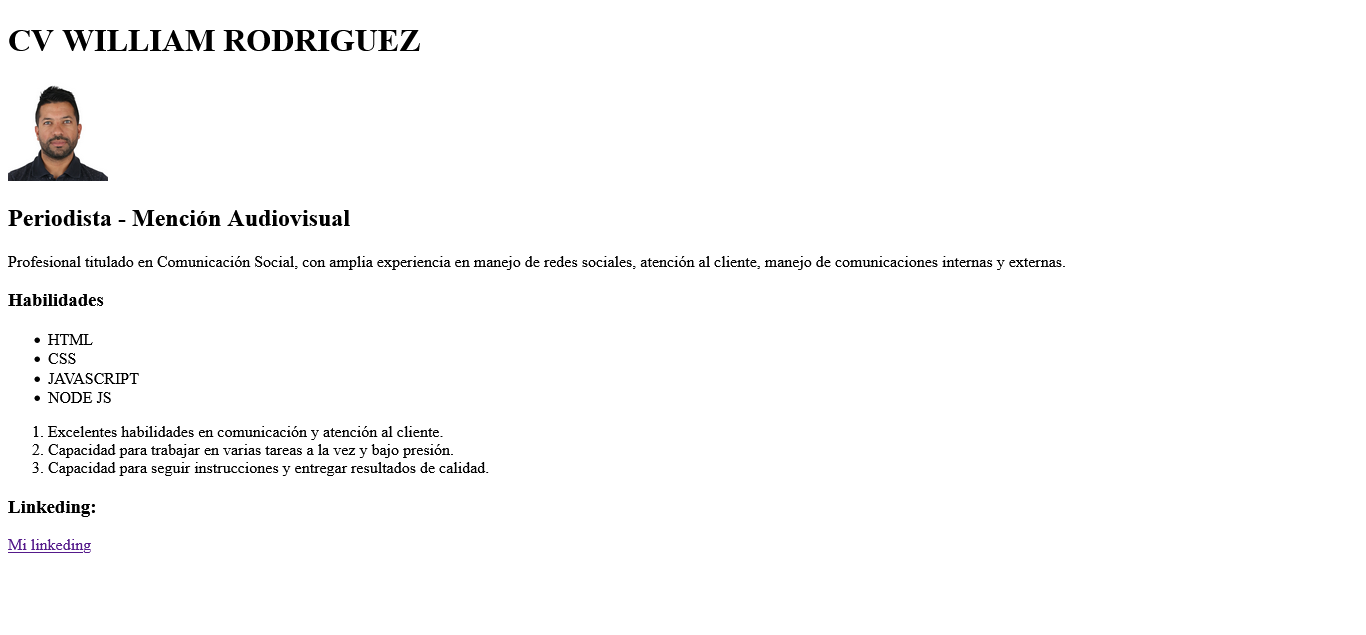 CV WILLIAM RODRIGUEZ
Periodista - Mención Audiovisual
Profesional titulado en Comunicación Social, con amplia experiencia en manejo de redes sociales, atención al cliente, manejo de comunicaciones internas y externas.
Habilidades
• HTML
• CSS
• JAVASCRIPT
• NODE JS
1. Excelentes habilidades en comunicación y atención al cliente.
2. Capacidad para trabajar en varias tareas a la vez y bajo presión.
3. Capacidad para seguir instrucciones y entregar resultados de calidad.
Linkeding:
Mi linkeding